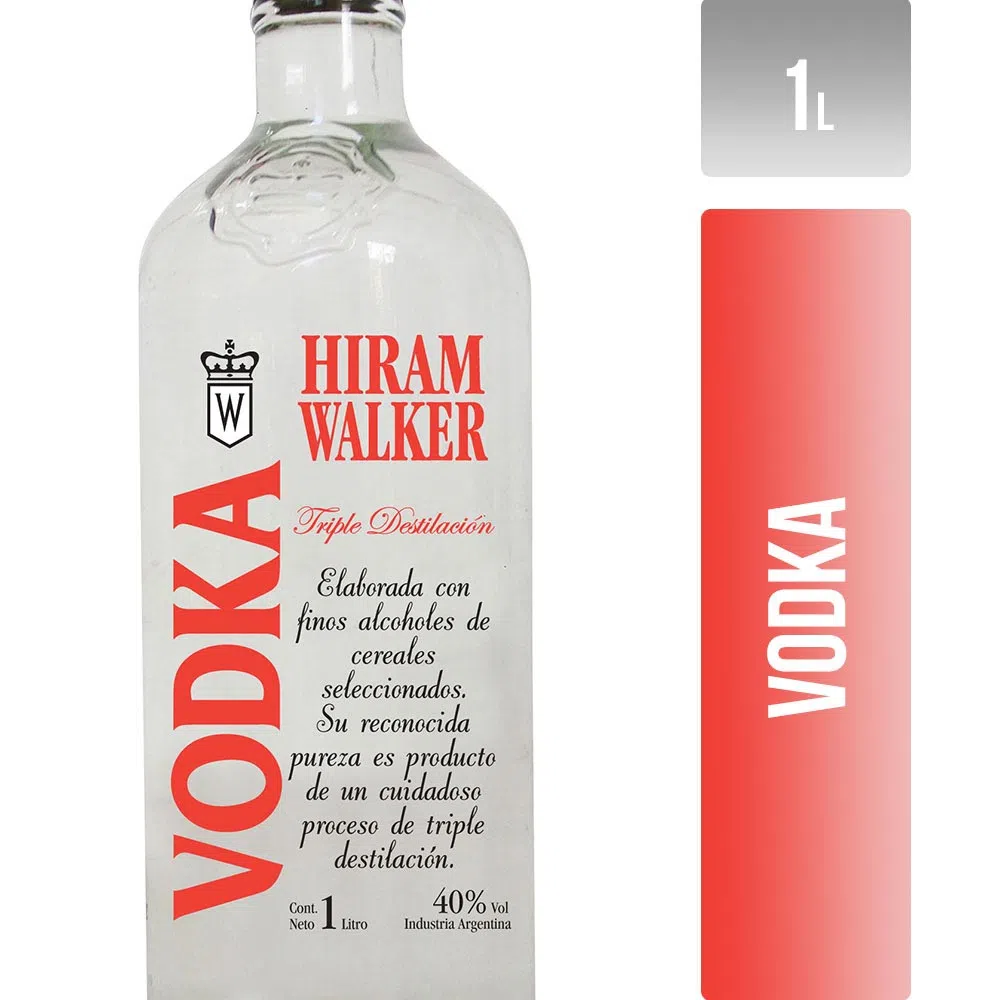 W
HIRAM
WALKER
VODKA
Triple Destilación
Elaborada con
finos alcoholes de
cereales
seleccionados.
Su reconocida
pureza es producto
de un cuidadoso
proceso de triple
destilación.
Cont.
Neto 1 Litro
40% Vol
Industria Argentina
1L
VODKA